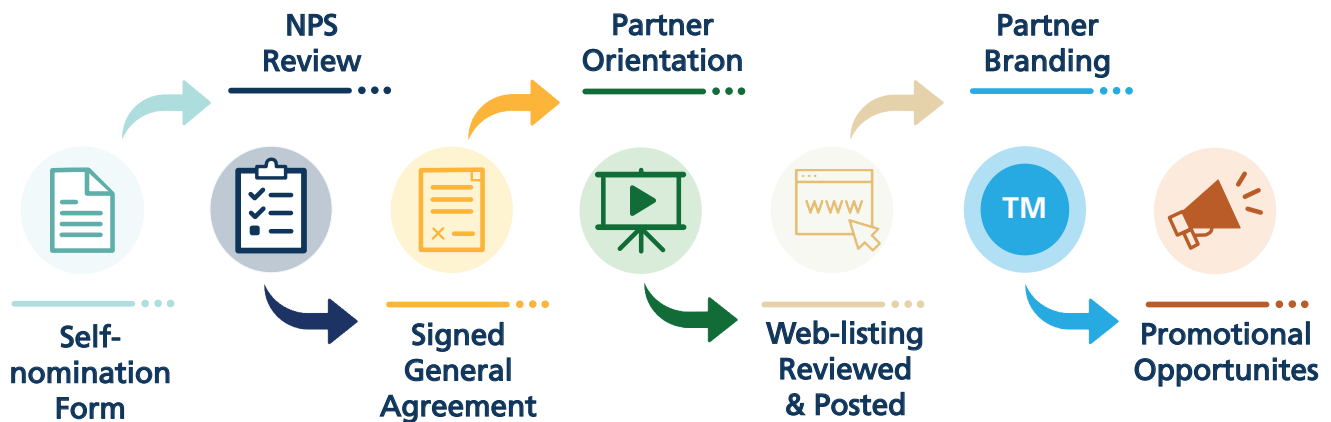 Self-
nomination
Form
NPS
Review
Signed
General
Agreement
Partner
Orientation
WWW
Web-listing
Reviewed
& Posted
Partner
Branding
TM
Promotional
Opportunites